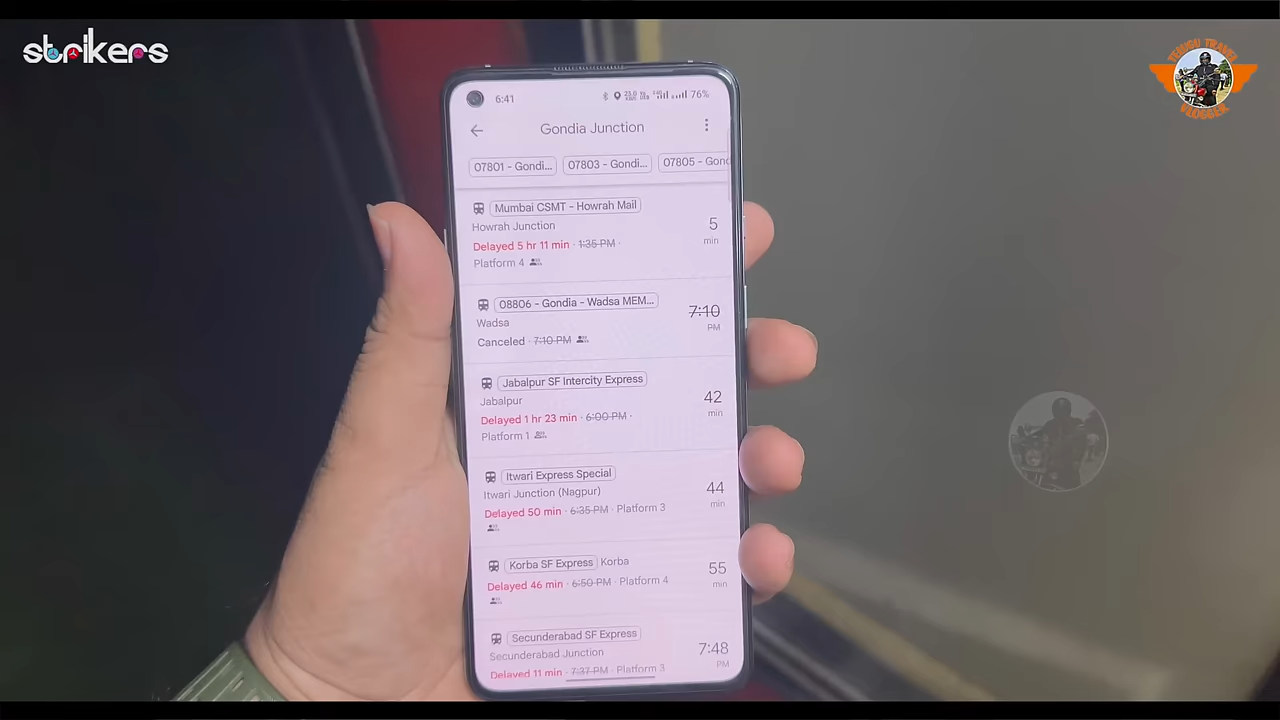 strikers
TELUGU TRAVEL
VLOGGER
6:41
76%
Gondia Junction
07801 - Gondi...
07803 - Gondi...
07805 - Gond
Mumbai CSMT - Howrah Mail
Howrah Junction
5
min
Delayed 5 hr 11 min · 1:35 PM ·
Platform 4
08806 - Gondia - Wadsa MEM...
Wadsa
7:10
PM
Canceled · 7:10 PM
Jabalpur SF Intercity Express
Jabalpur
42
min
Delayed 1 hr 23 min · 6:00 PM ·
Platform 1
Itwari Express Special
Itwari Junction (Nagpur)
44
min
Delayed 50 min · 6:35 PM · Platform 3
Korba SF Express Korba
55
min
Delayed 46 min · 6:50 PM · Platform 4
Secunderabad SF Express
Secunderabad Junction
7:48
PM
Delayed 11 min · 7:37 PM · Platform 3